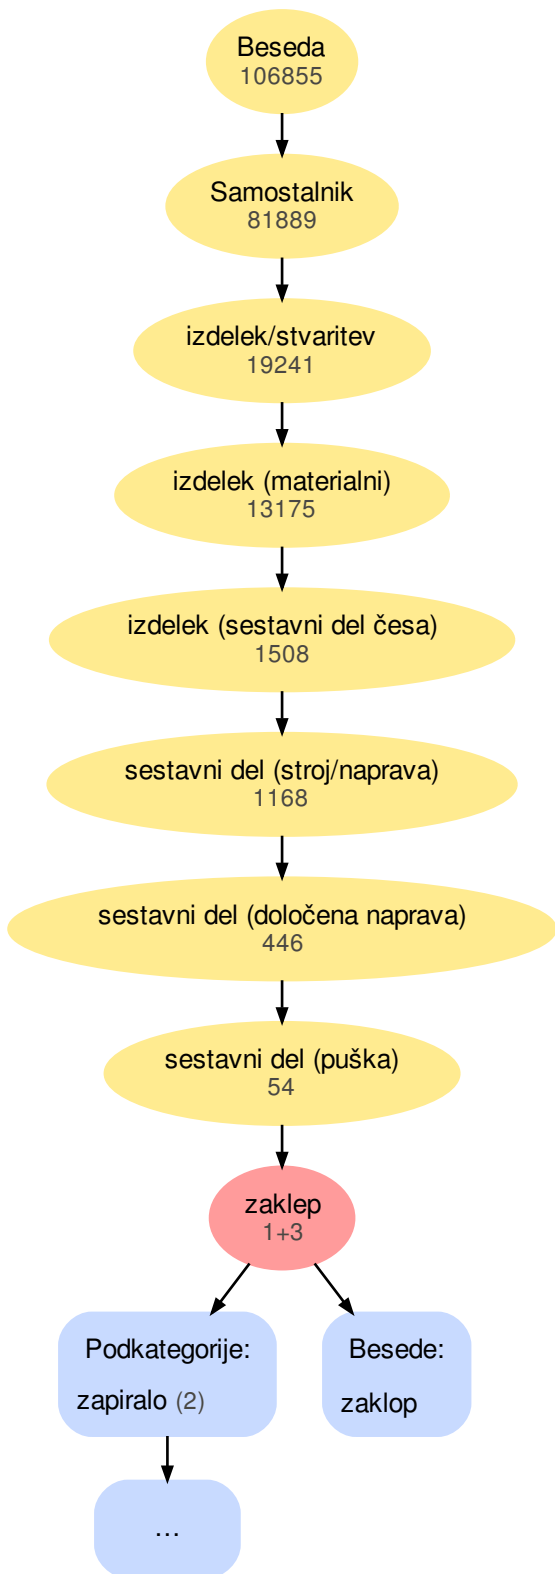 Beseda
106855
Samostalnik
81889
izdelek/stvaritev
19241
izdelek (materialni)
13175
izdelek (sestavni del česa)
1508
sestavni del (stroj/naprava)
1168
sestavni del (določena naprava)
446
sestavni del (puška)
54
zaklep
1+3
Podkategorije:
zapiralo (2)
Besede:
zaklop
...